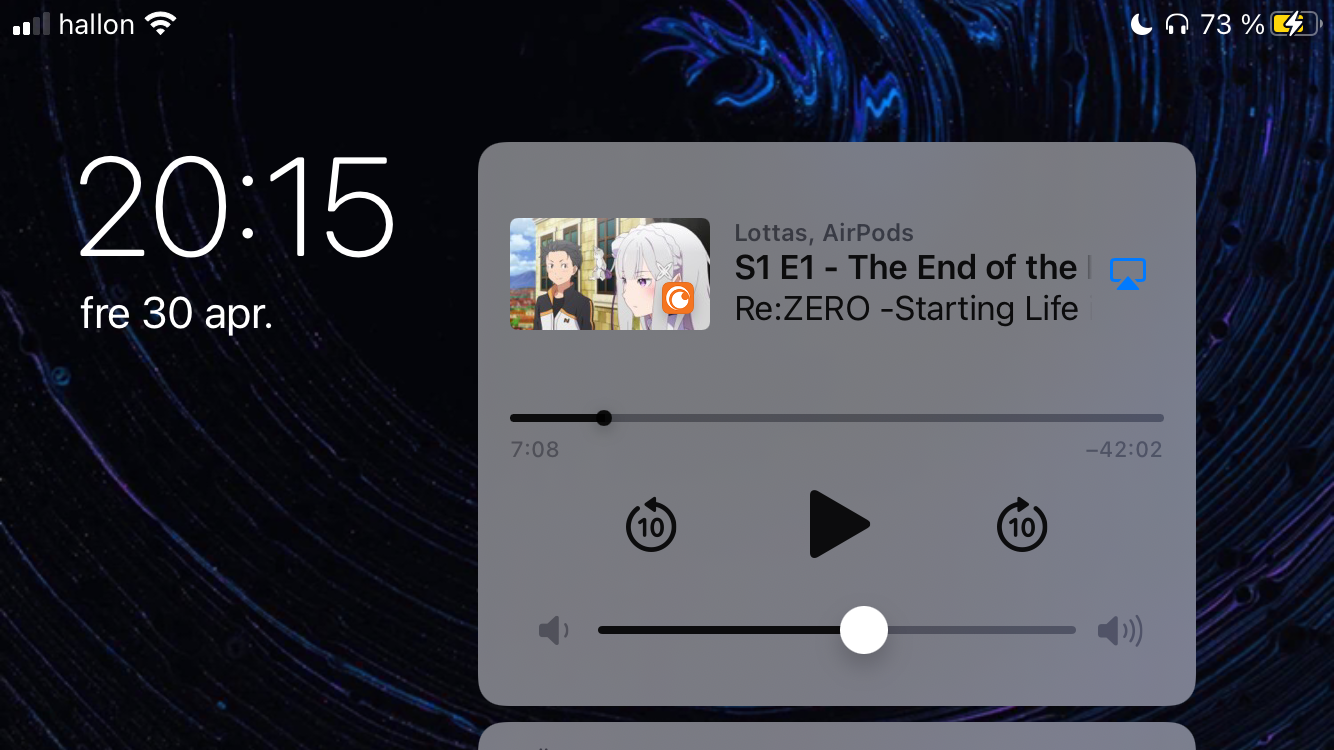 hallon
73 %
20:15
fre 30 apr.
Lottas, AirPods
S1 E1 - The End of the
Re:ZERO -Starting Life
7:08
−42:02
10
10